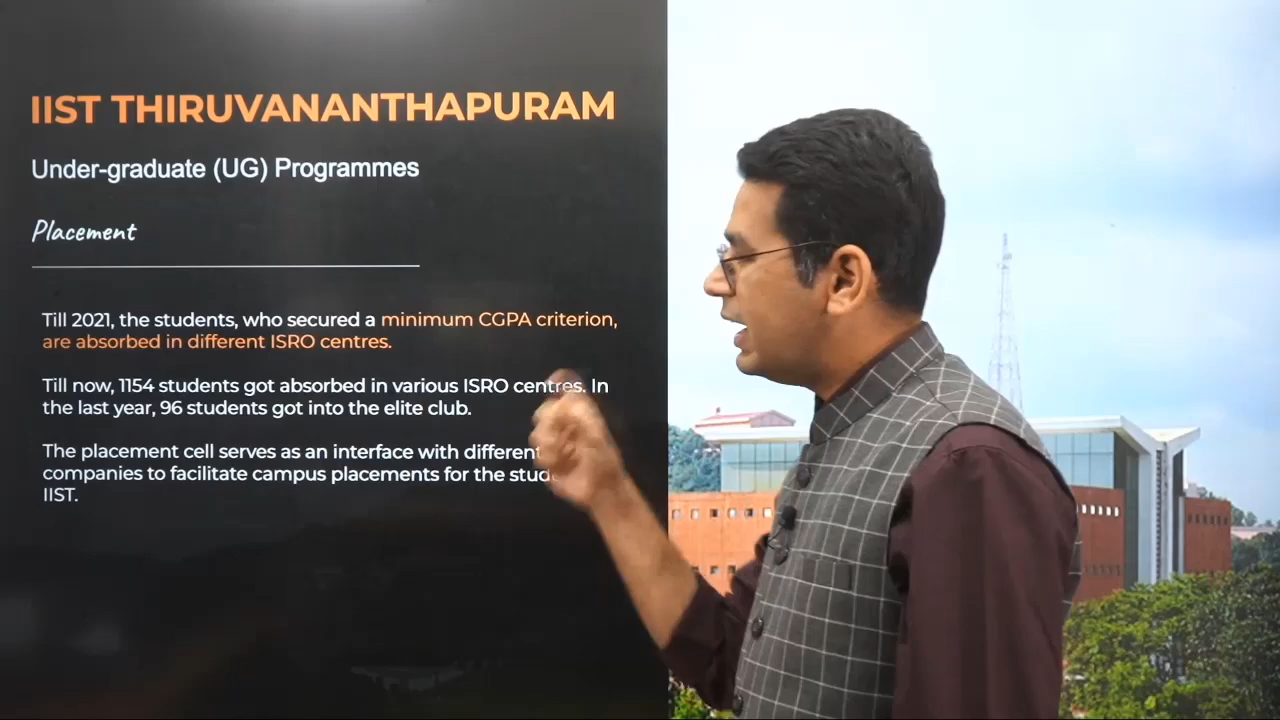 IIST THIRUVANANTHAPURAM
Under-graduate (UG) Programmes
Placement
Till 2021, the students, who secured a minimum CGPA criterion,
are absorbed in different ISRO centres.
Till now, 1154 students got absorbed in various ISRO centres. In
the last year, 96 students got into the elite club.
The placement cell serves as an interface with different
companies to facilitate campus placements for the
IIST.